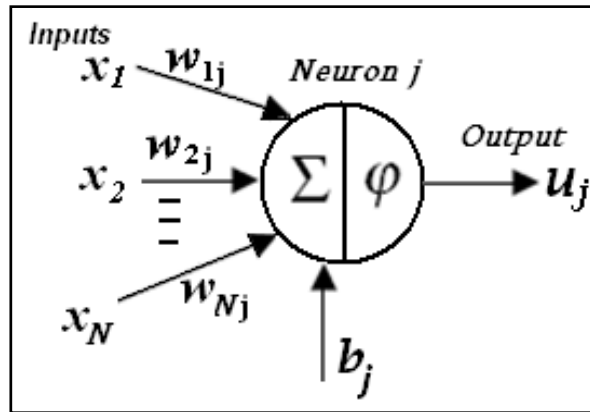 Inputs
x1 w1j Neuron j
Output
x2 w2j Σ φ uj
xN wNj
bj